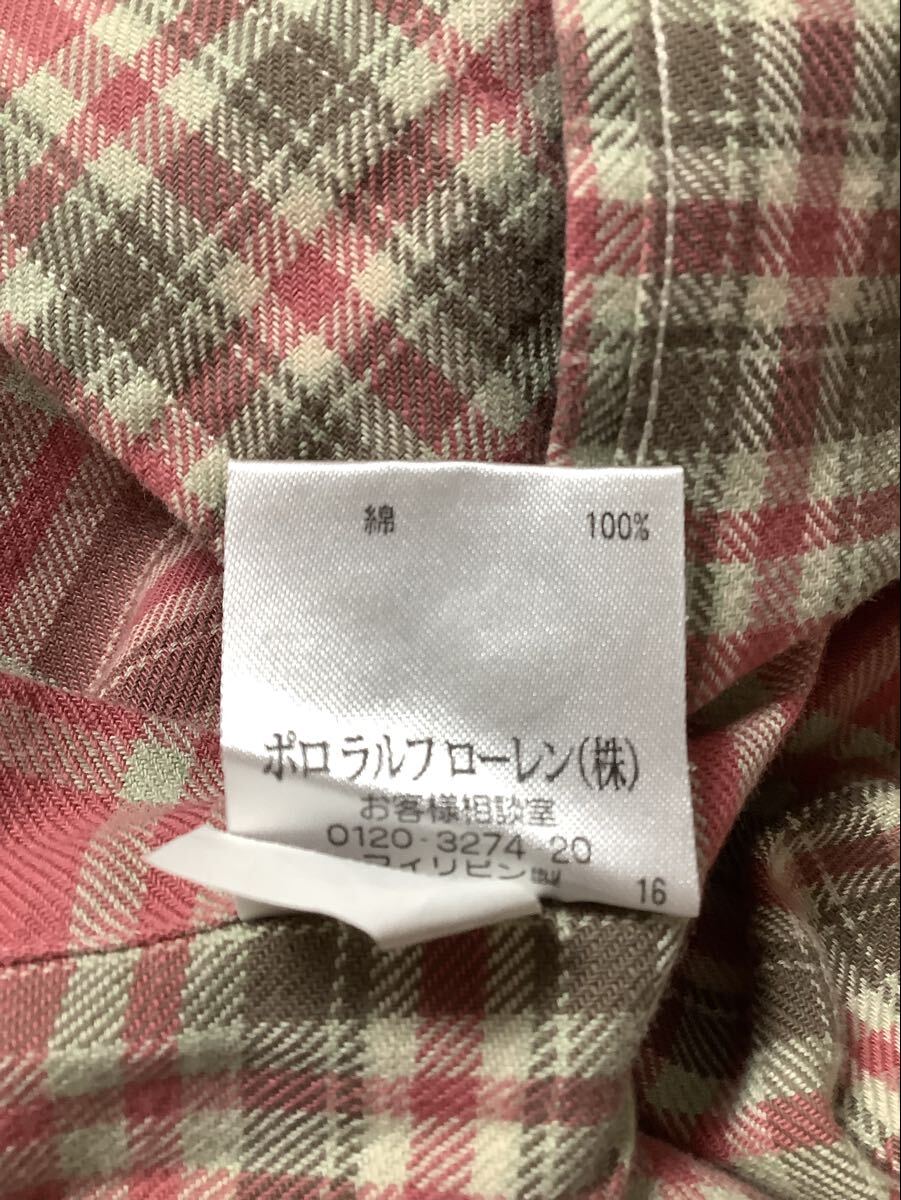 綿 100%
ポロ ラルフ ローレン(株)
お客様相談室
0120-3274-20
フィリピン製
16